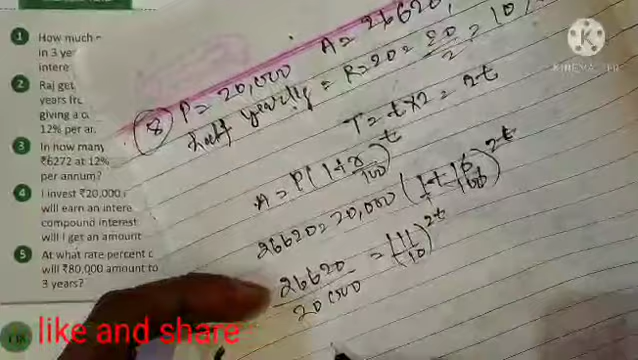 1 How much
in 3 ye
intere
2 Raj get
years fro
giving a
12% per an
3 In how many
₹6272 at 12%
per annum?
4 I invest ₹20,000
will earn an intere
compound interest
will I get an amount
5 At what rate percent c
will ₹80,000 amount to
3 years?
118
(8) P = 20,000 A = 26620,
half yearly = R = 20 = 20/2 = 10%
T = t×2 = 2t
A = P(1+r/100)^t
26620 = 20,000 (1+10/100)^2t
26620/20000 = (11/10)^2t
like and share
KINEMASTER